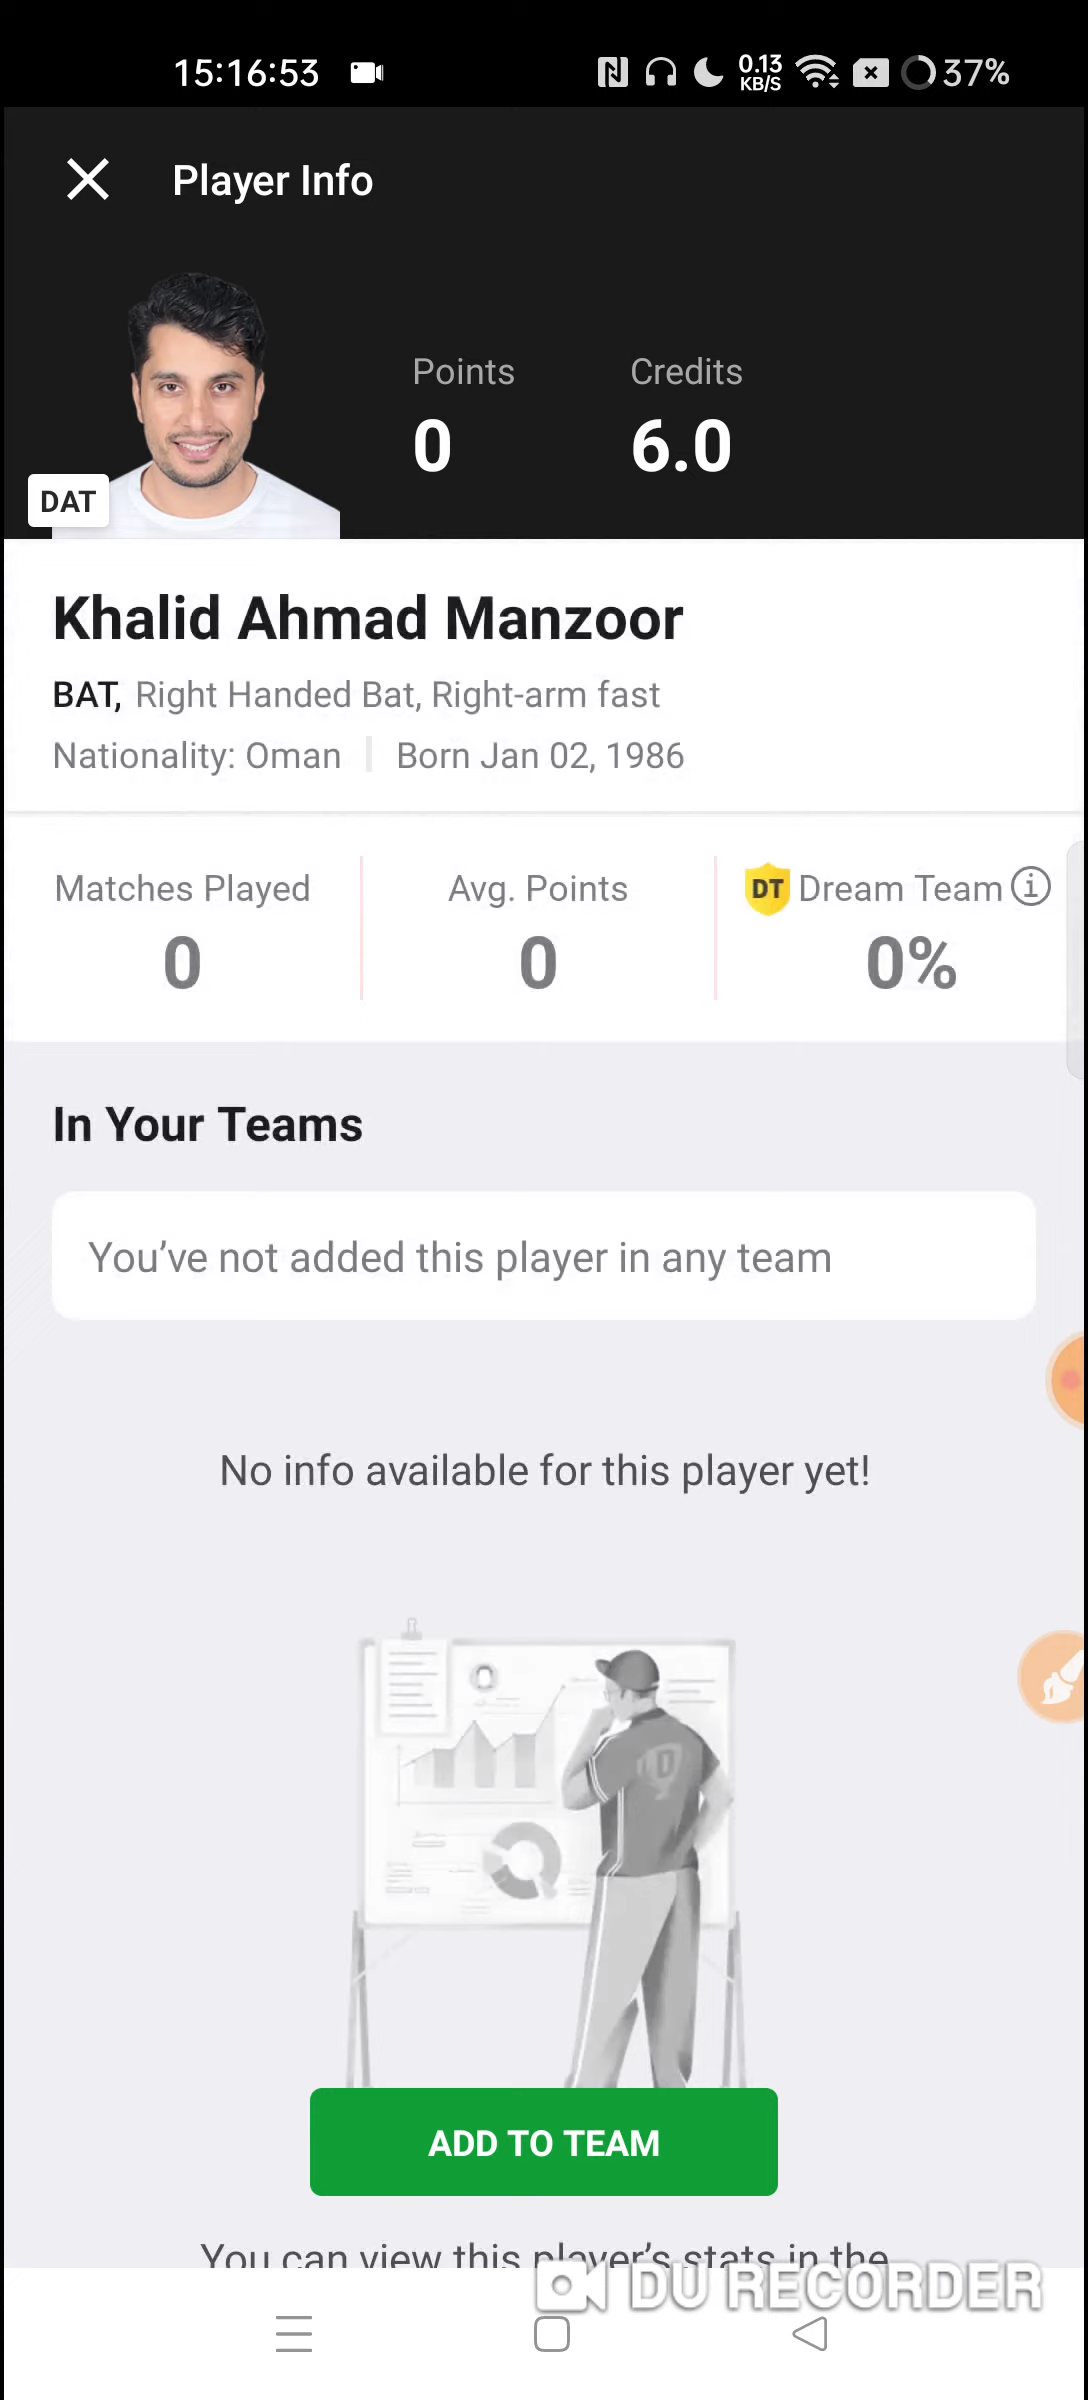 15:16:53
0.13
KB/S
37%
Player Info
Points
Credits
0
6.0
DAT
Khalid Ahmad Manzoor
BAT, Right Handed Bat, Right-arm fast
Nationality: Oman
Born Jan 02, 1986
Matches Played
Avg. Points
DT Dream Team
0
0
0%
In Your Teams
You’ve not added this player in any team
No info available for this player yet!
D
ADD TO TEAM
You can view this player's stats in the
DU RECORDER